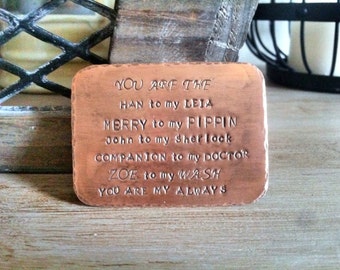 YOU ARE THE
HAN to my LEIA
MERRY to my PIPPIN
John to my Sherlock
COMPANION to my DOCTOR
ZOE to my WASH
YOU ARE MY ALWAYS